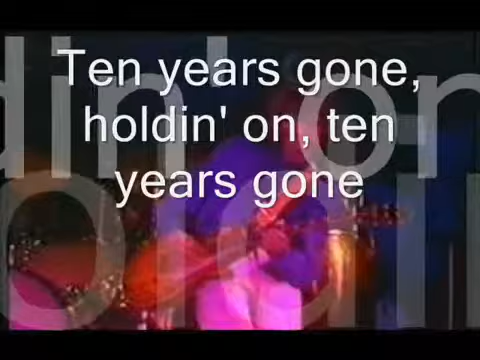 Ten years gone,
holdin' on, ten
years gone